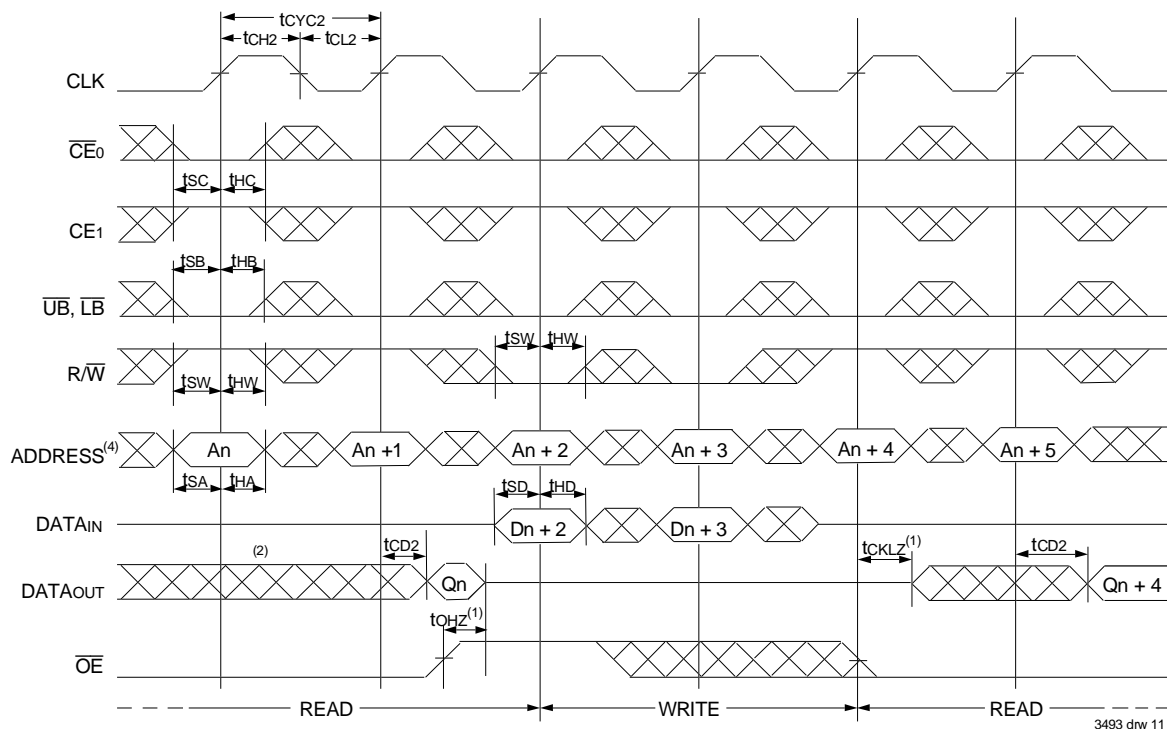 tCYC2
tCH2 tCL2
CLK
CE0
tSC tHC
CE1
tSB tHB
UB, LB
tSW tHW
R/W
tSW tHW
ADDRESS(4) An An +1 An + 2 An + 3 An + 4 An + 5
tSA tHA tSD tHD
DATAIN Dn + 2 Dn + 3
(2) tCD2 tCKLZ(1) tCD2
DATAOUT Qn Qn + 4
tOHZ(1)
OE
READ WRITE READ
3493 drw 11